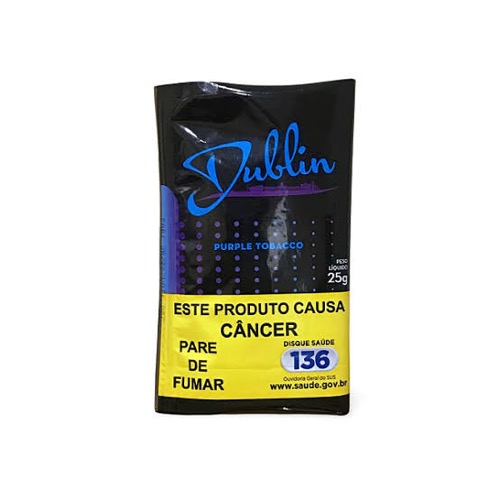 Dublin
PURPLE TOBACCO
PESO
LÍQUIDO
25g
ESTE PRODUTO CAUSA
CÂNCER
PARE
DE
FUMAR
DISQUE SAÚDE
136
Ouvidoria Geral do SUS
www.saude.gov.br